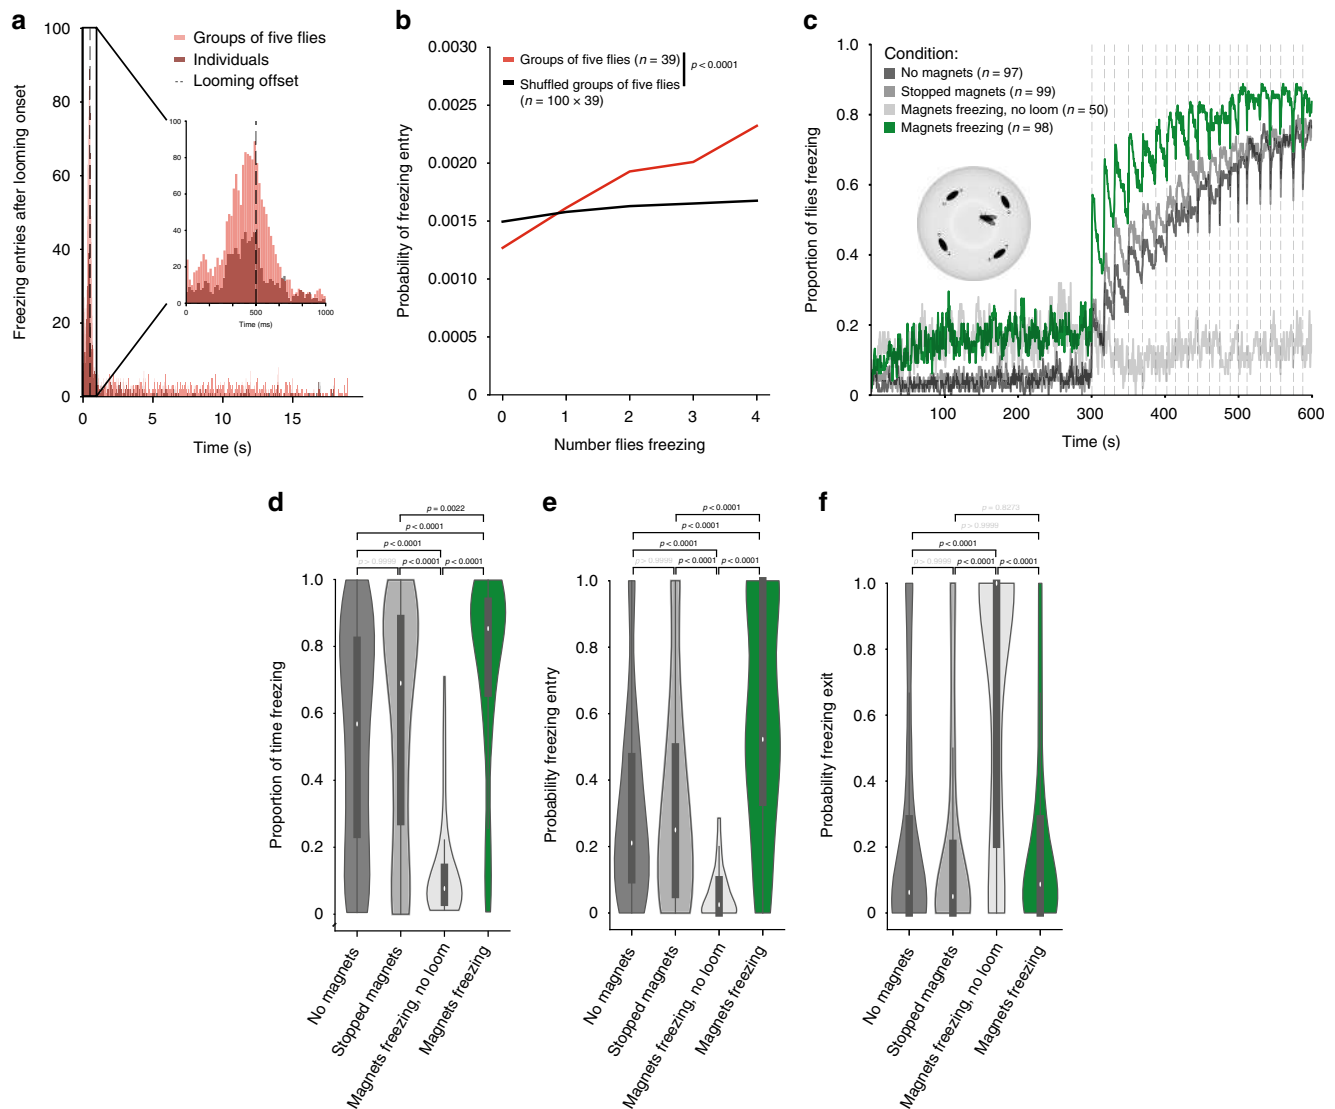 a
Freezing entries after looming onset
100
80
60
40
20
0
0
5
10
15
Time (s)
Groups of five flies
Individuals
Looming offset
100
80
60
40
20
0
0
500
1000
Time (ms)
b
Probability of freezing entry
0.0030
0.0025
0.0020
0.0015
0.0010
0.0005
0
0
1
2
3
4
Number flies freezing
Groups of five flies (n = 39)
Shuffled groups of five flies
(n = 100 × 39)
p < 0.0001
c
Proportion of flies freezing
1.0
0.8
0.6
0.4
0.2
0
100
200
300
400
500
600
Time (s)
Condition:
No magnets (n = 97)
Stopped magnets (n = 99)
Magnets freezing, no loom (n = 50)
Magnets freezing (n = 98)
d
p = 0.0022
p < 0.0001
p < 0.0001
p > 0.9999
p < 0.0001
p < 0.0001
Proportion of time freezing
1.0
0.8
0.6
0.4
0.2
0
No magnets
Stopped magnets
Magnets freezing, no loom
Magnets freezing
e
p < 0.0001
p < 0.0001
p < 0.0001
p > 0.9999
p < 0.0001
p < 0.0001
Probability freezing entry
1.0
0.8
0.6
0.4
0.2
0
No magnets
Stopped magnets
Magnets freezing, no loom
Magnets freezing
f
p = 0.8273
p > 0.9999
p < 0.0001
p > 0.9999
p < 0.0001
p < 0.0001
Probability freezing exit
1.0
0.8
0.6
0.4
0.2
0
No magnets
Stopped magnets
Magnets freezing, no loom
Magnets freezing